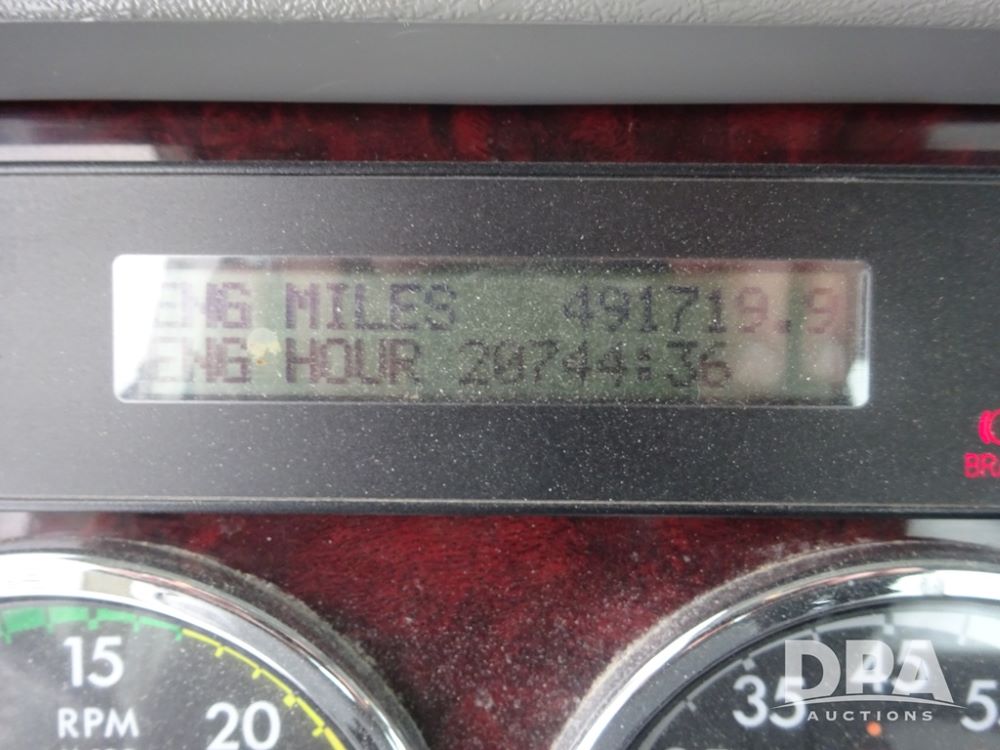 ENG MILES 491719.9
ENG HOUR 20744:36
15
RPM
20
35
DPA
AUCTIONS